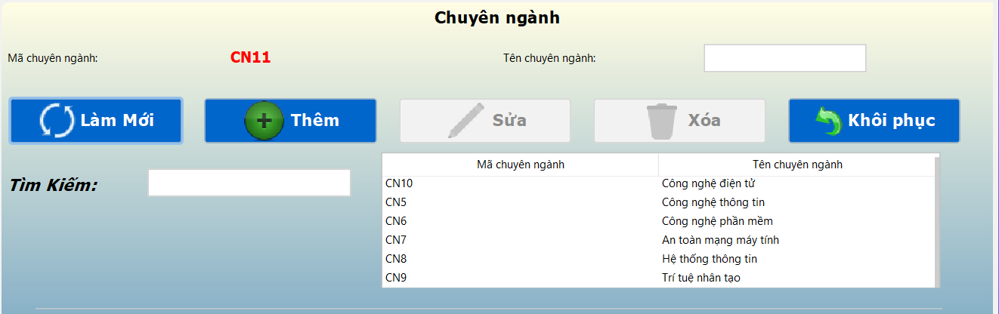 Chuyên ngành
Mã chuyên ngành: CN11 Tên chuyên ngành:
Làm Mới Thêm Sửa Xóa Khôi phục
Tìm Kiếm:
Mã chuyên ngành Tên chuyên ngành
CN10 Công nghệ điện tử
CN5 Công nghệ thông tin
CN6 Công nghệ phần mềm
CN7 An toàn mạng máy tính
CN8 Hệ thống thông tin
CN9 Trí tuệ nhân tạo